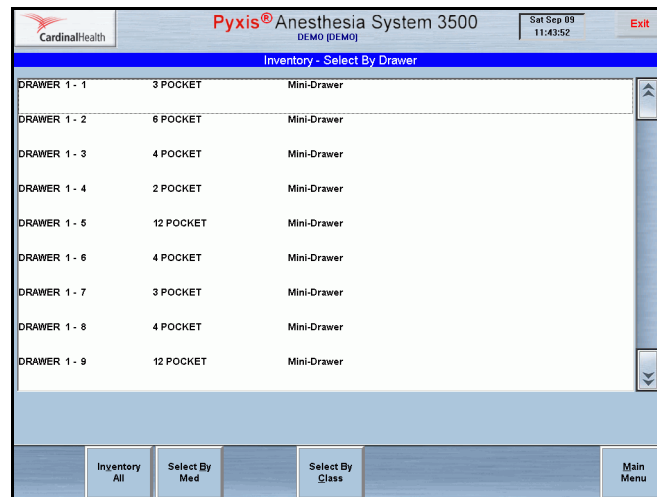 CardinalHealth
Pyxis® Anesthesia System 3500
DEMO [DEMO]
Sat Sep 09
11:43:52
Exit
Inventory - Select By Drawer
DRAWER 1 - 1 3 POCKET Mini-Drawer
DRAWER 1 - 2 6 POCKET Mini-Drawer
DRAWER 1 - 3 4 POCKET Mini-Drawer
DRAWER 1 - 4 2 POCKET Mini-Drawer
DRAWER 1 - 5 12 POCKET Mini-Drawer
DRAWER 1 - 6 4 POCKET Mini-Drawer
DRAWER 1 - 7 3 POCKET Mini-Drawer
DRAWER 1 - 8 4 POCKET Mini-Drawer
DRAWER 1 - 9 12 POCKET Mini-Drawer
Inventory
All
Select By
Med
Select By
Class
Main
Menu